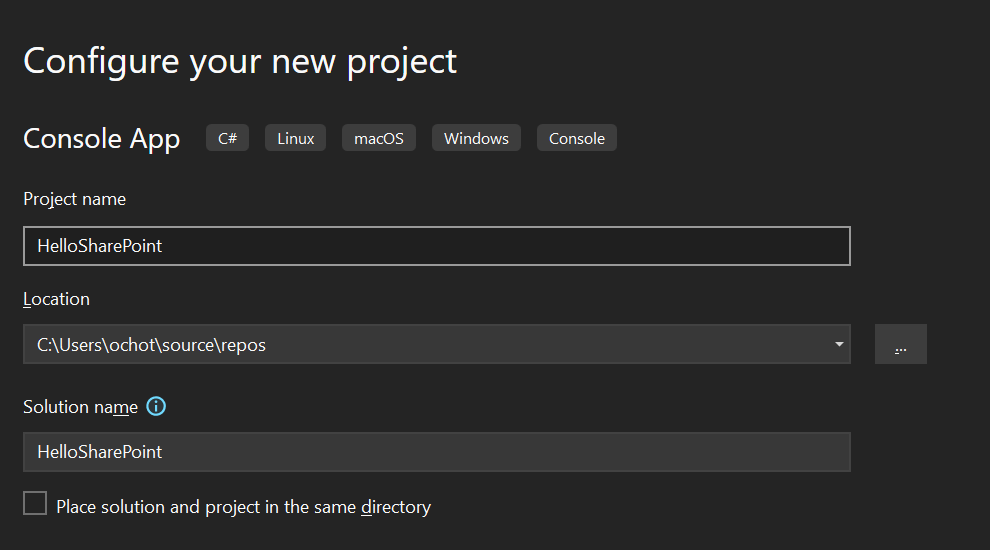 Configure your new project
Console App C# Linux macOS Windows Console
Project name
HelloSharePoint
Location
C:\Users\ochot\source\repos
...
Solution name
HelloSharePoint
Place solution and project in the same directory